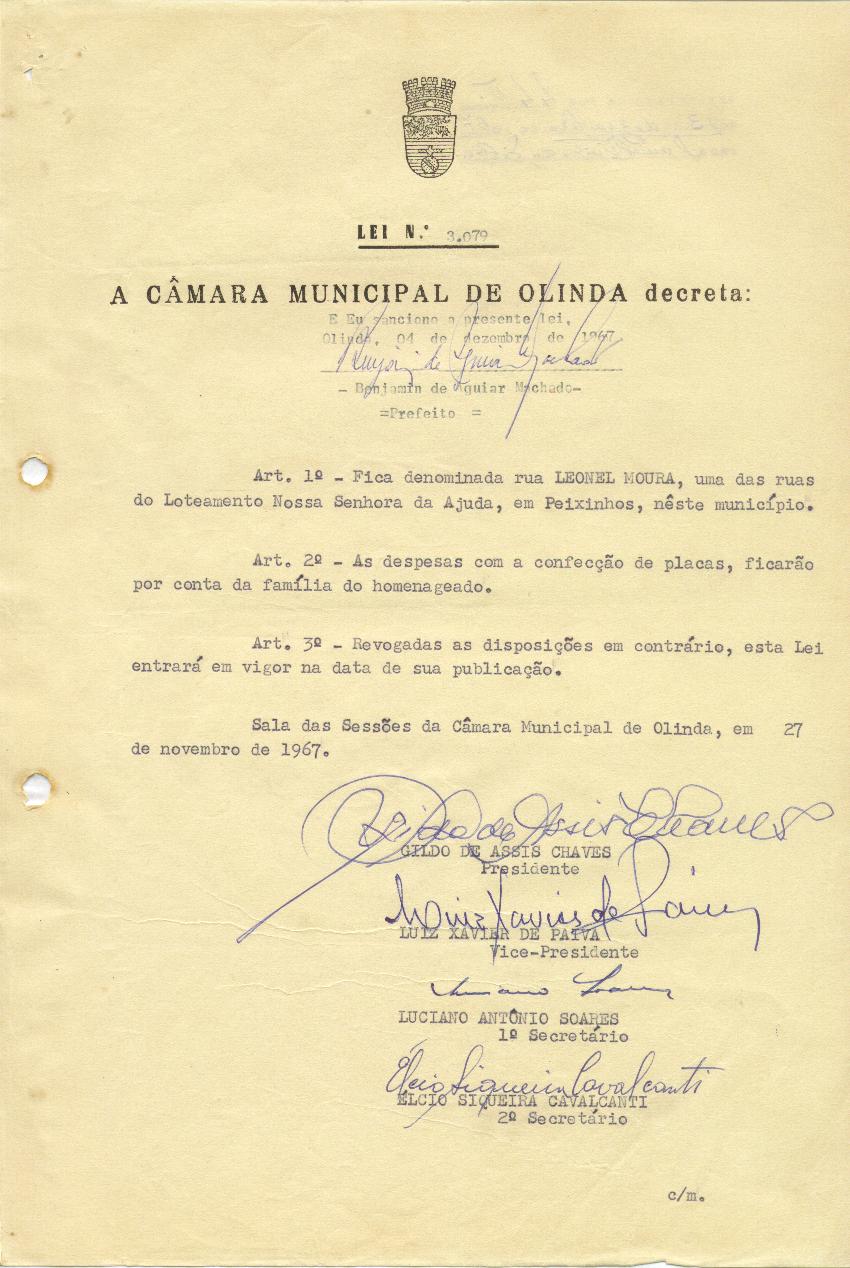 LEI N.º 3.079
A CÂMARA MUNICIPAL DE OLINDA decreta:
E Eu sanciono a presente lei,
Olinda, 04 de dezembro de 1967
- Benjamin de Aguiar Machado-
=Prefeito =
Art. 1º - Fica denominada rua LEONEL MOURA, uma das ruas
do Loteamento Nossa Senhora da Ajuda, em Peixinhos, nêste município.
Art. 2º - As despesas com a confecção de placas, ficarão
por conta da família do homenageado.
Art. 3º - Revogadas as disposições em contrário, esta Lei
entrará em vigor na data de sua publicação.
Sala das Sessões da Câmara Municipal de Olinda, em 27
de novembro de 1967.
Gildo de Assis Chaves
GILDO DE ASSIS CHAVES
Presidente
Luiz Xavier de Paiva
LUIZ XAVIER DE PAIVA
Vice-Presidente
Luciano Soares
LUCIANO ANTÔNIO SOARES
1º Secretário
Élcio Siqueira Cavalcanti
ÉLCIO SIQUEIRA CAVALCANTI
2º Secretário
c/m.